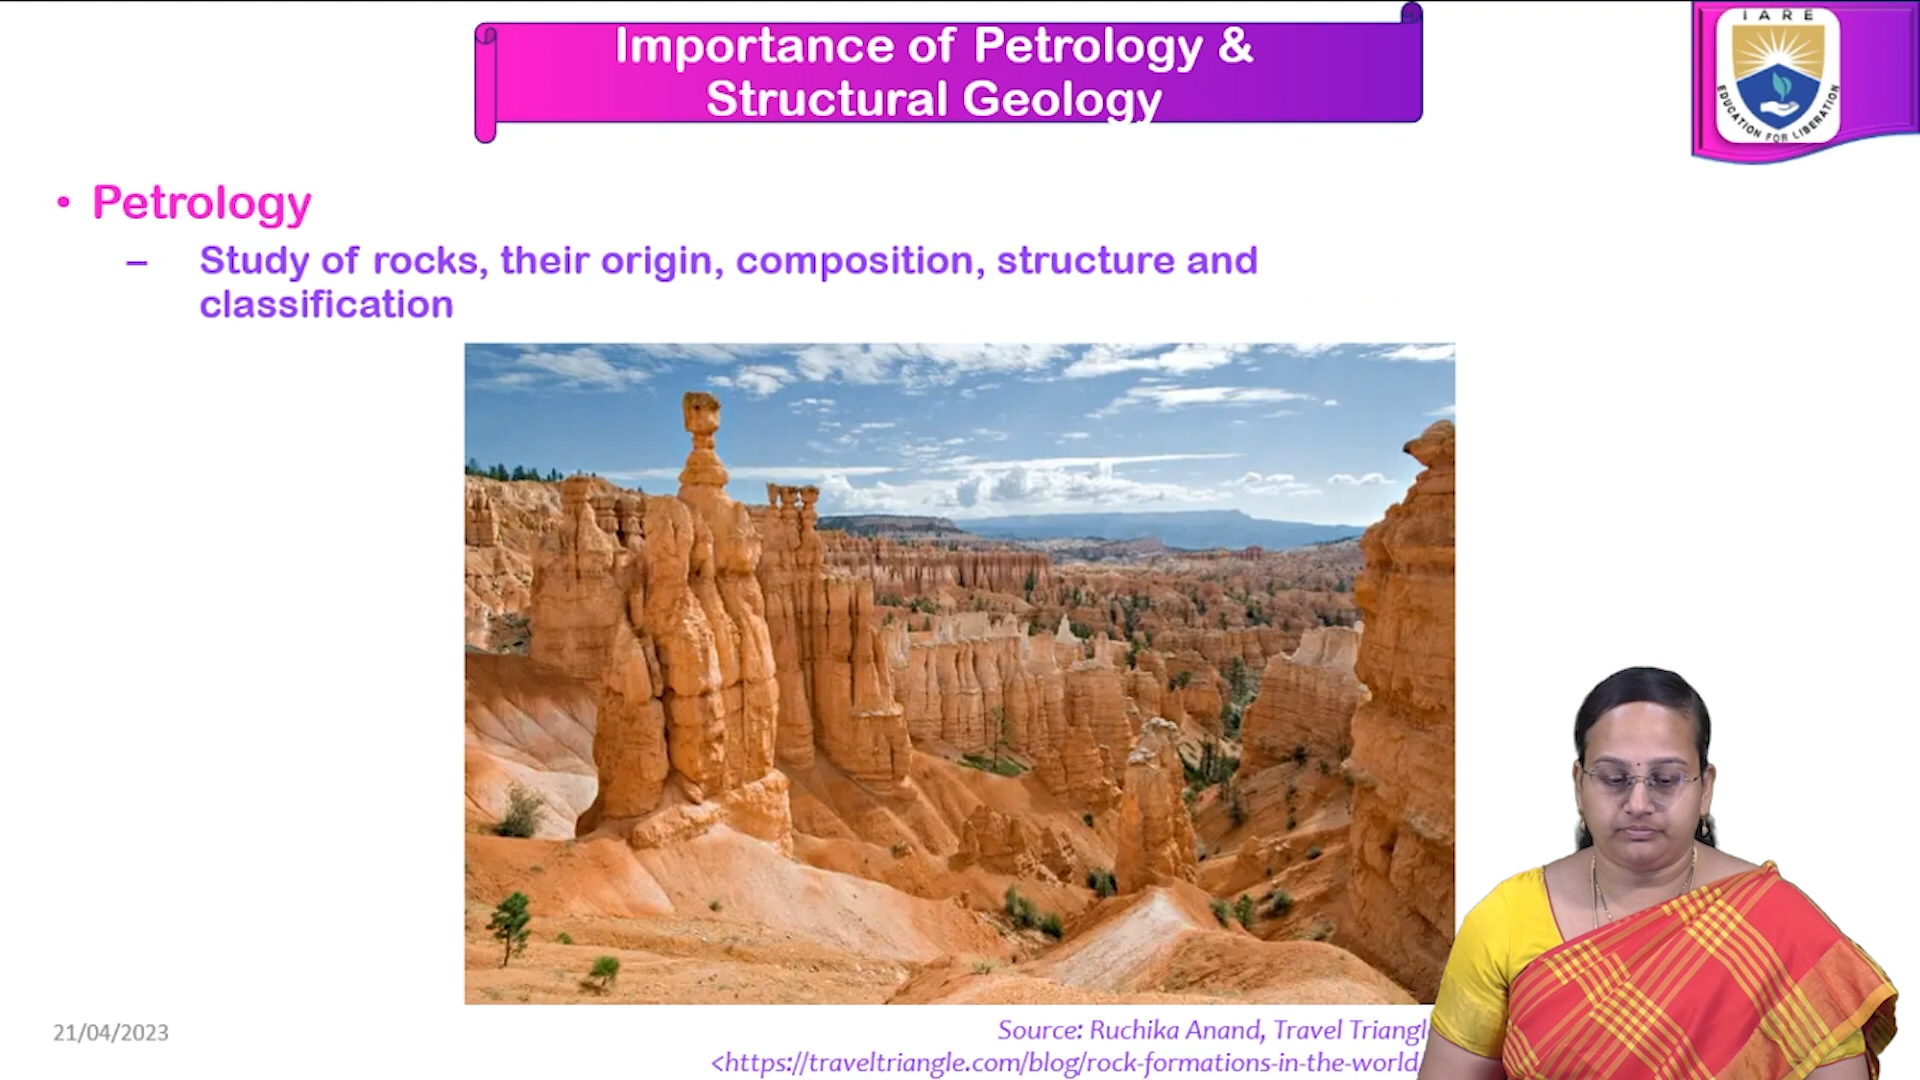 Importance of Petrology &
Structural Geology
IARE
EDUCATION FOR LIBERATION
• Petrology
– Study of rocks, their origin, composition, structure and
classification
21/04/2023
Source: Ruchika Anand, Travel Triangl
<https://traveltriangle.com/blog/rock-formations-in-the-world